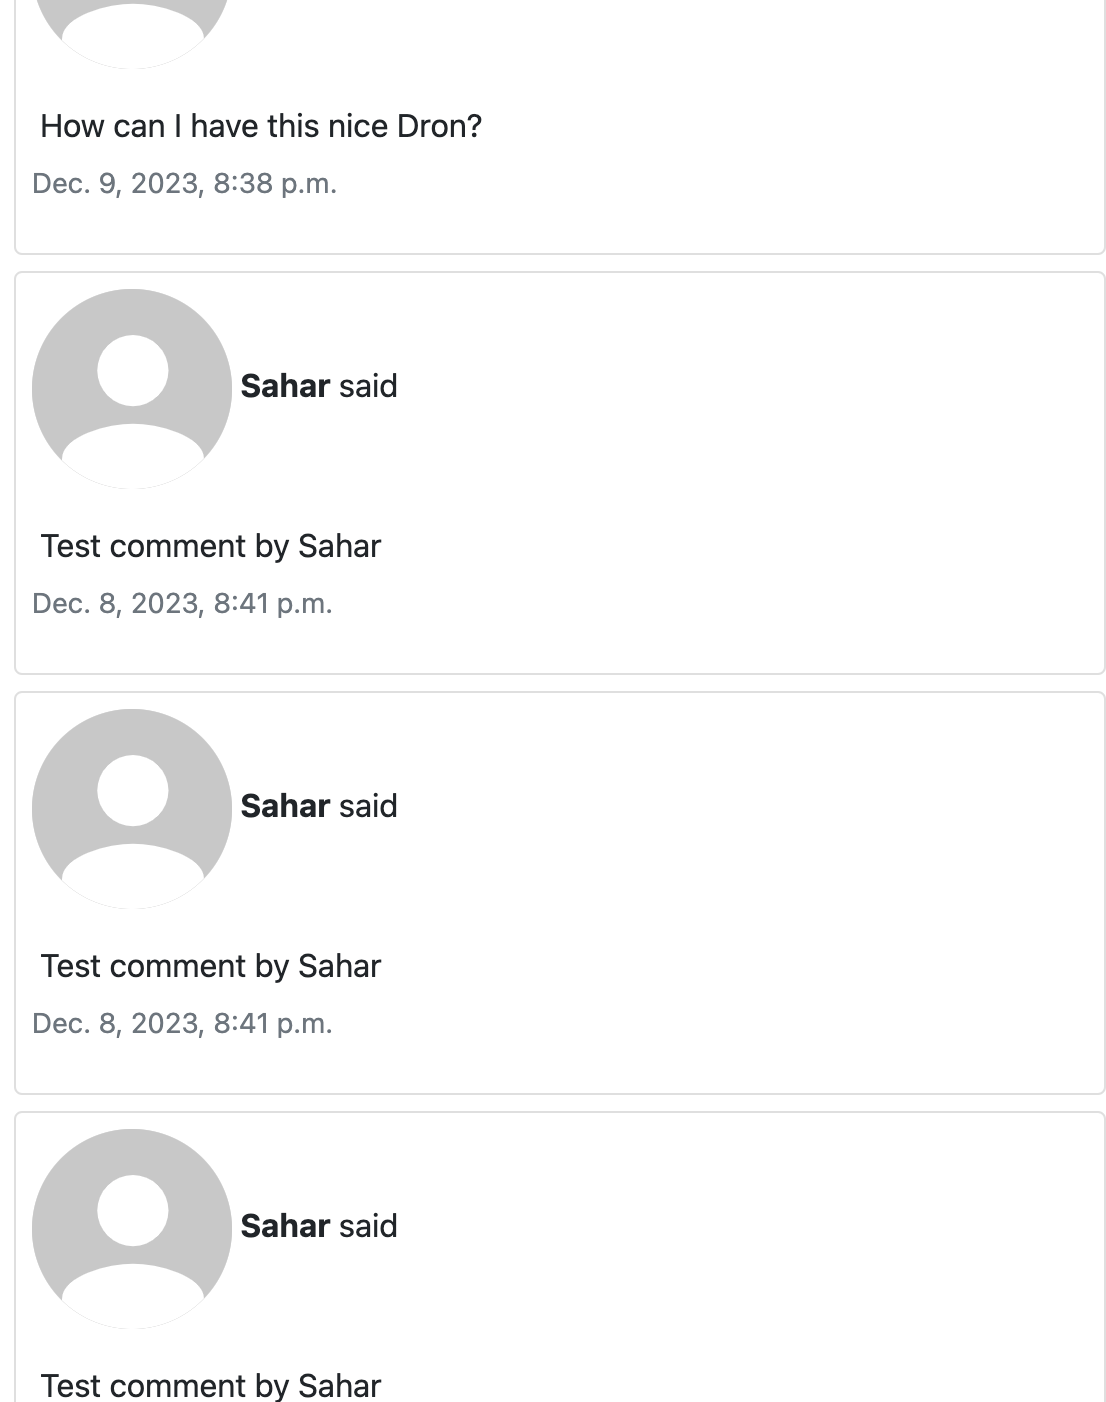 How can I have this nice Dron?
Dec. 9, 2023, 8:38 p.m.
Sahar said
Test comment by Sahar
Dec. 8, 2023, 8:41 p.m.
Sahar said
Test comment by Sahar
Dec. 8, 2023, 8:41 p.m.
Sahar said
Test comment by Sahar